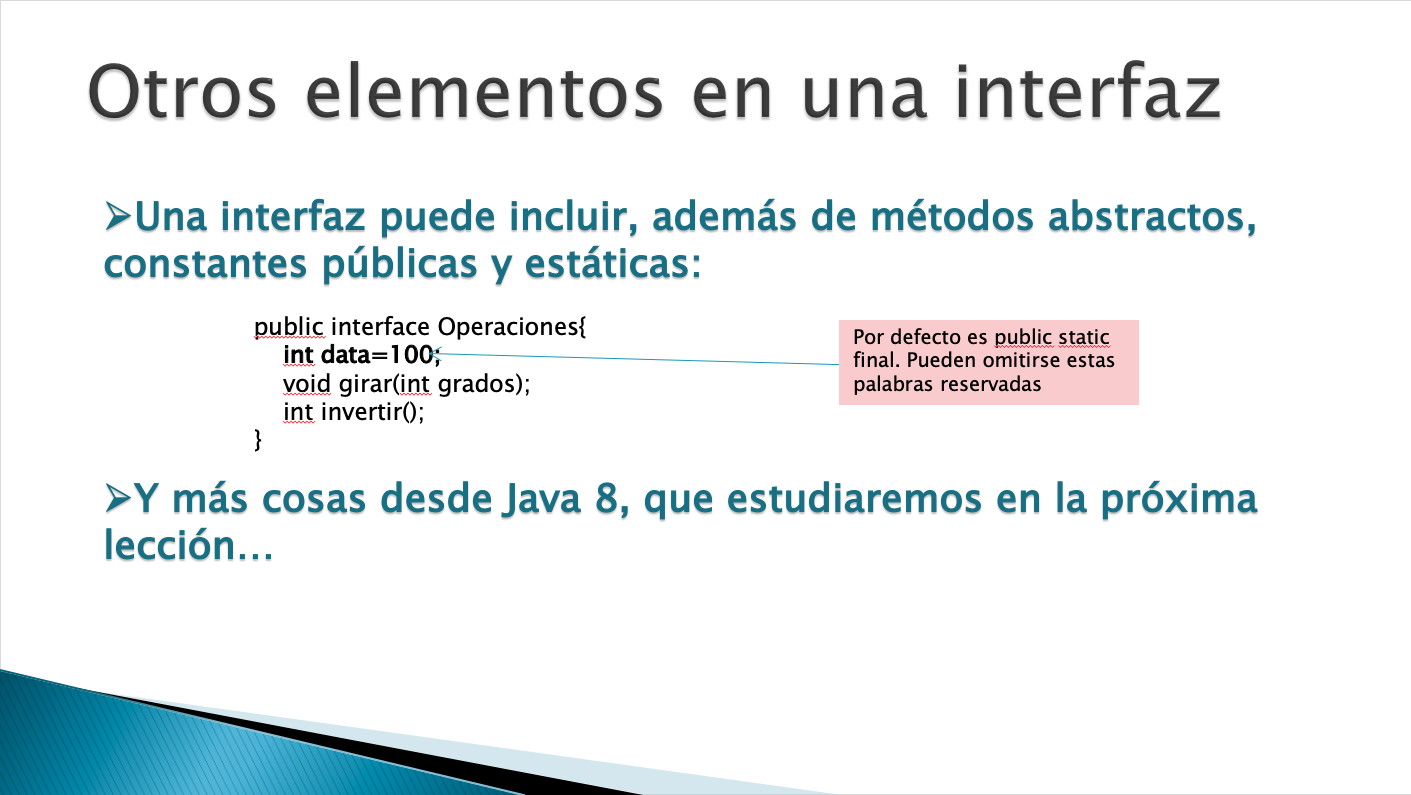 Otros elementos en una interfaz
➢Una interfaz puede incluir, además de métodos abstractos,
constantes públicas y estáticas:
public interface Operaciones{
int data=100;
void girar(int grados);
int invertir();
}
Por defecto es public static
final. Pueden omitirse estas
palabras reservadas
➢Y más cosas desde Java 8, que estudiaremos en la próxima
lección…